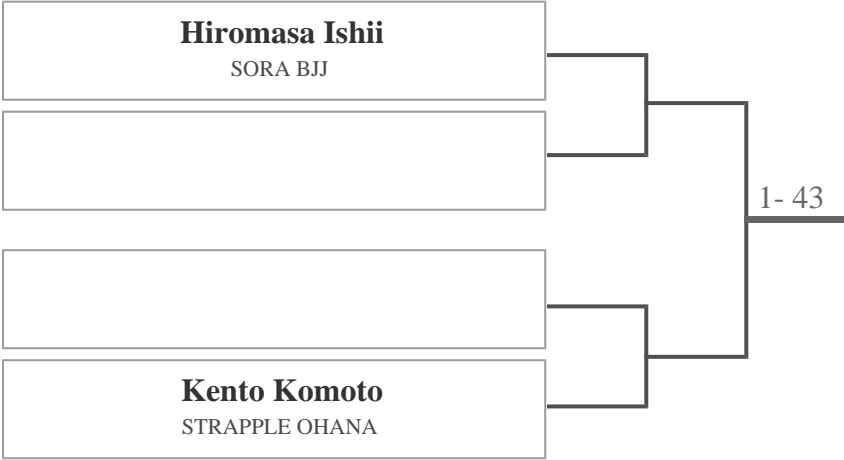 Hiromasa Ishii
SORA BJJ
1- 43
Kento Komoto
STRAPPLE OHANA